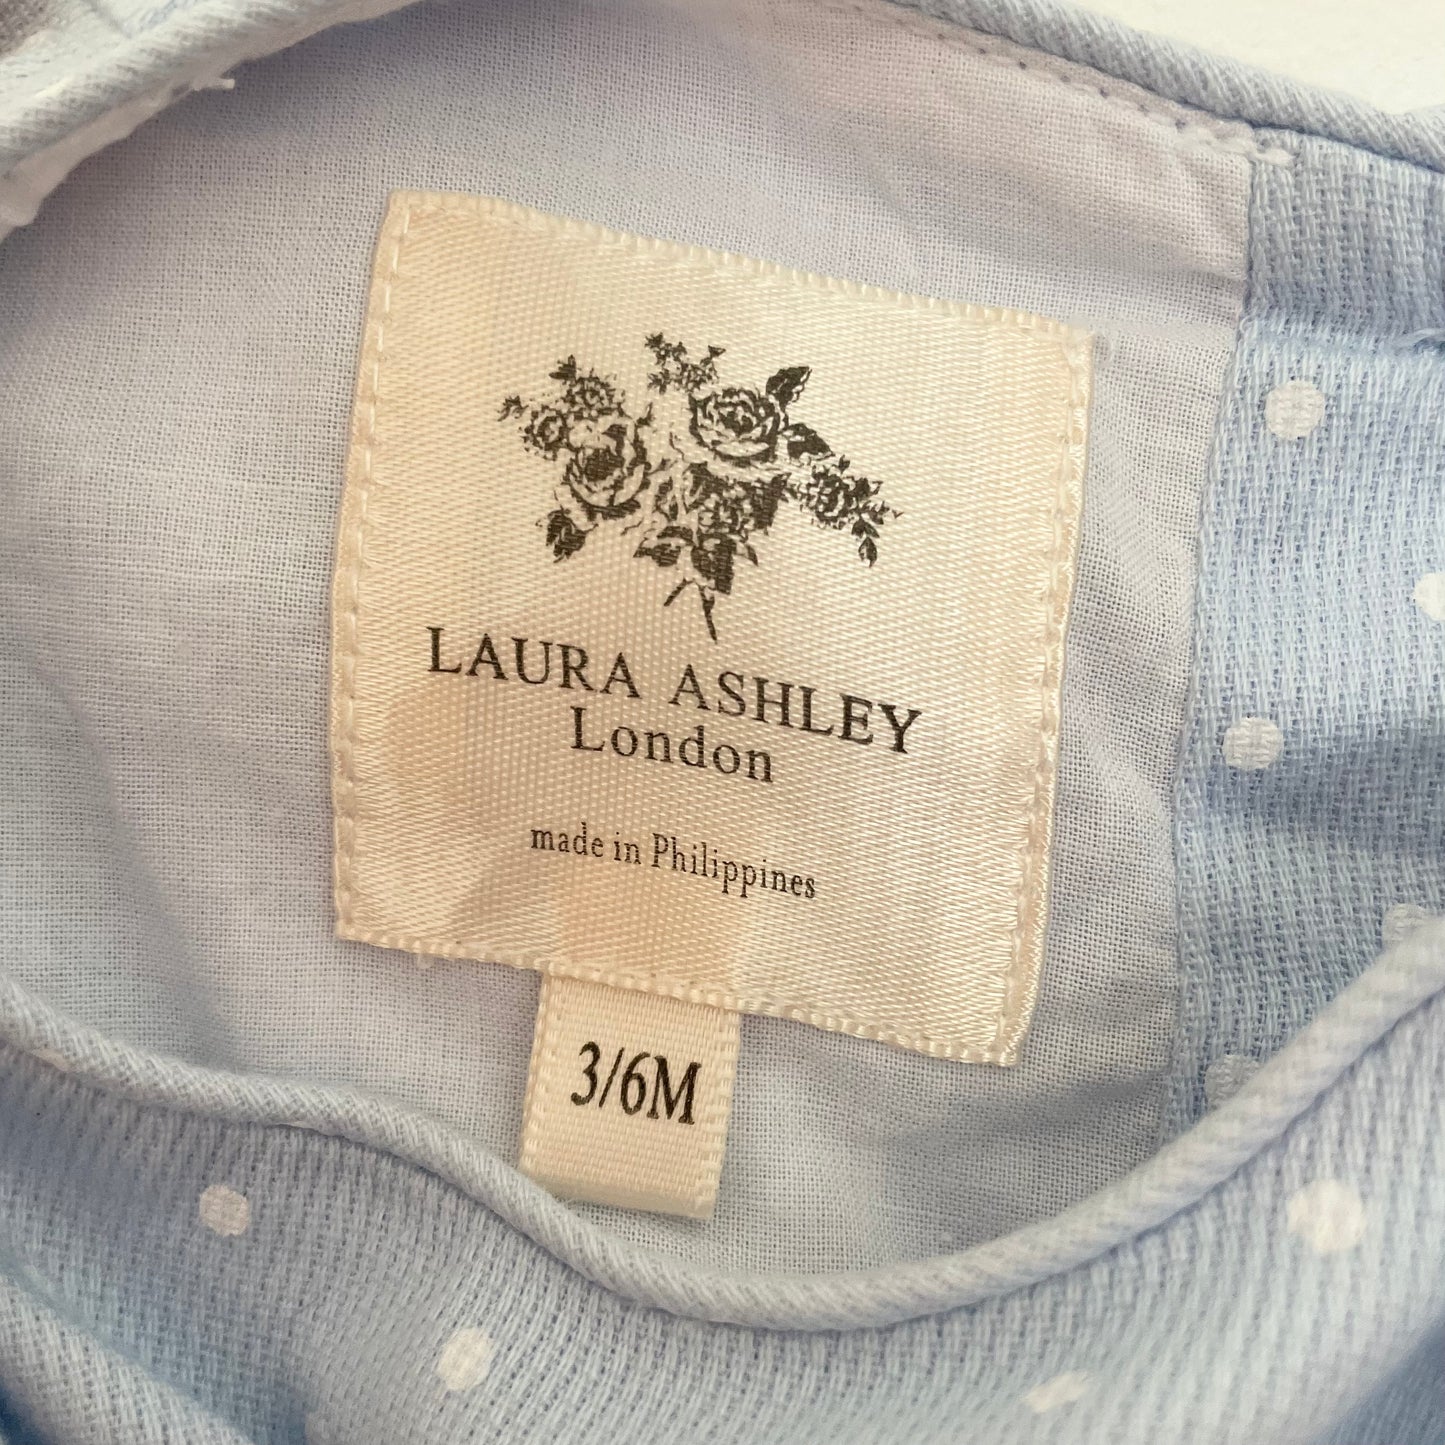 LAURA ASHLEY
London
made in Philippines
3/6M